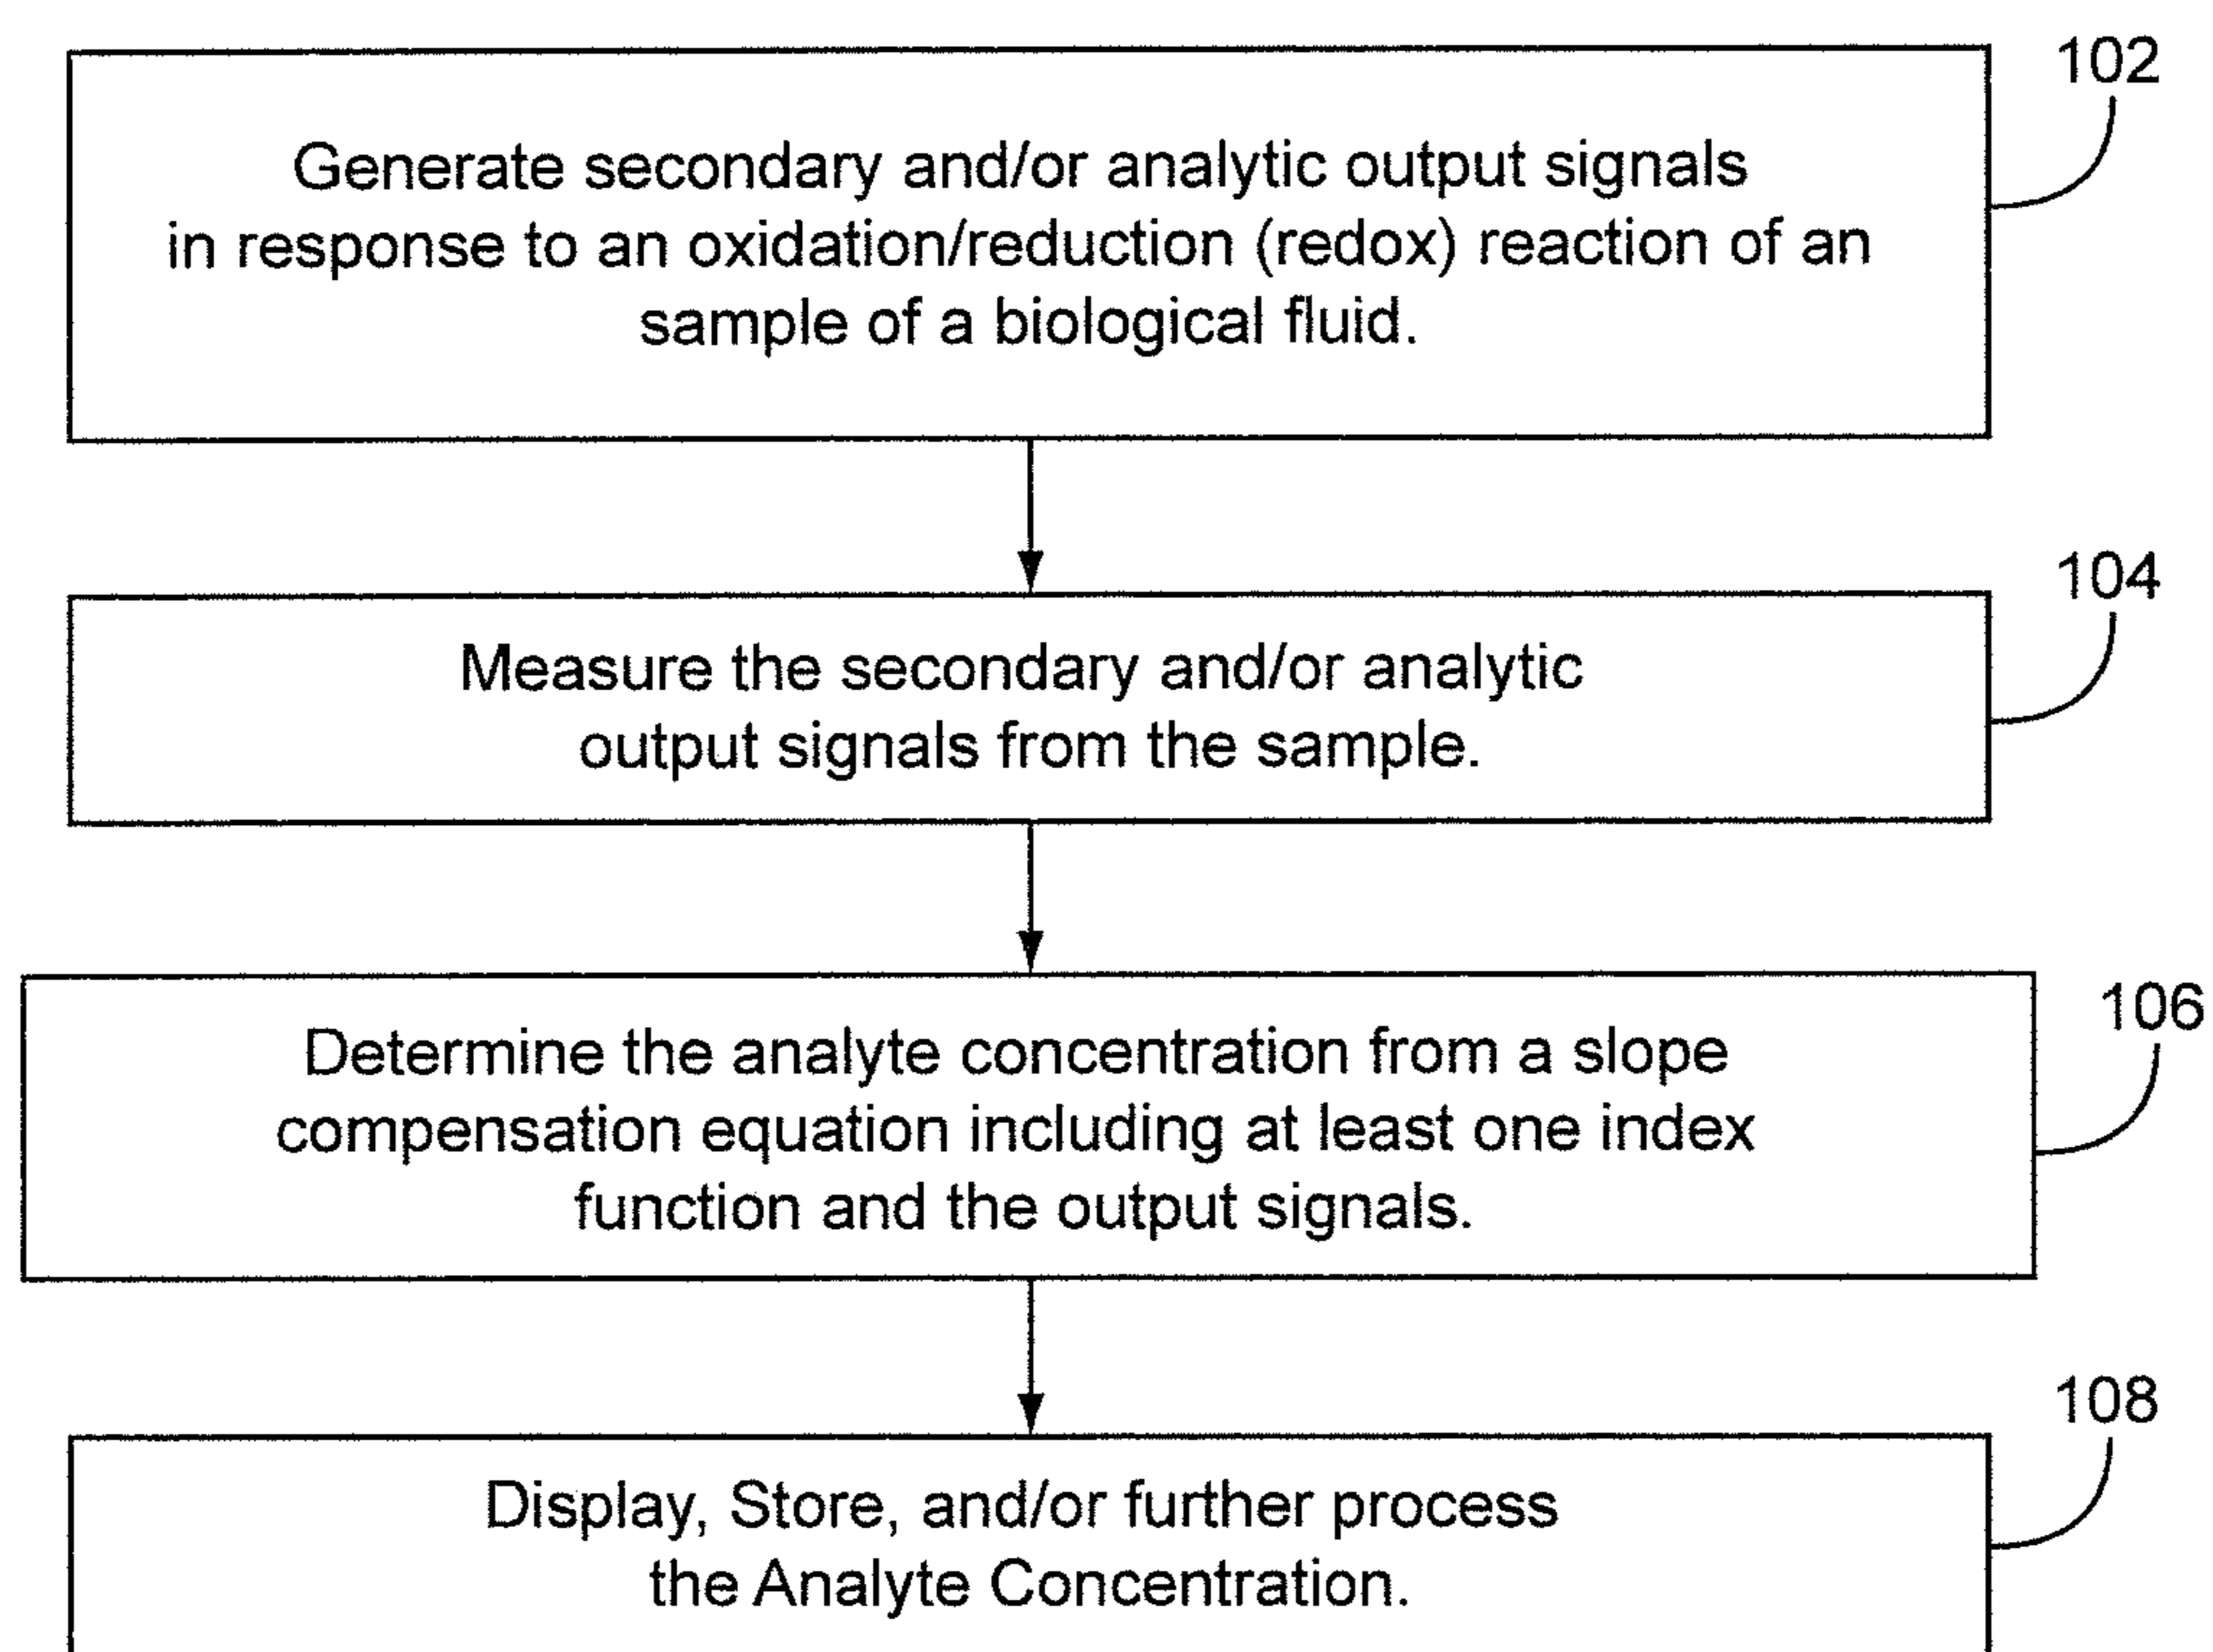 102
Generate secondary and/or analytic output signals
in response to an oxidation/reduction (redox) reaction of an
sample of a biological fluid.
104
Measure the secondary and/or analytic
output signals from the sample.
106
Determine the analyte concentration from a slope
compensation equation including at least one index
function and the output signals.
108
Display, Store, and/or further process
the Analyte Concentration.